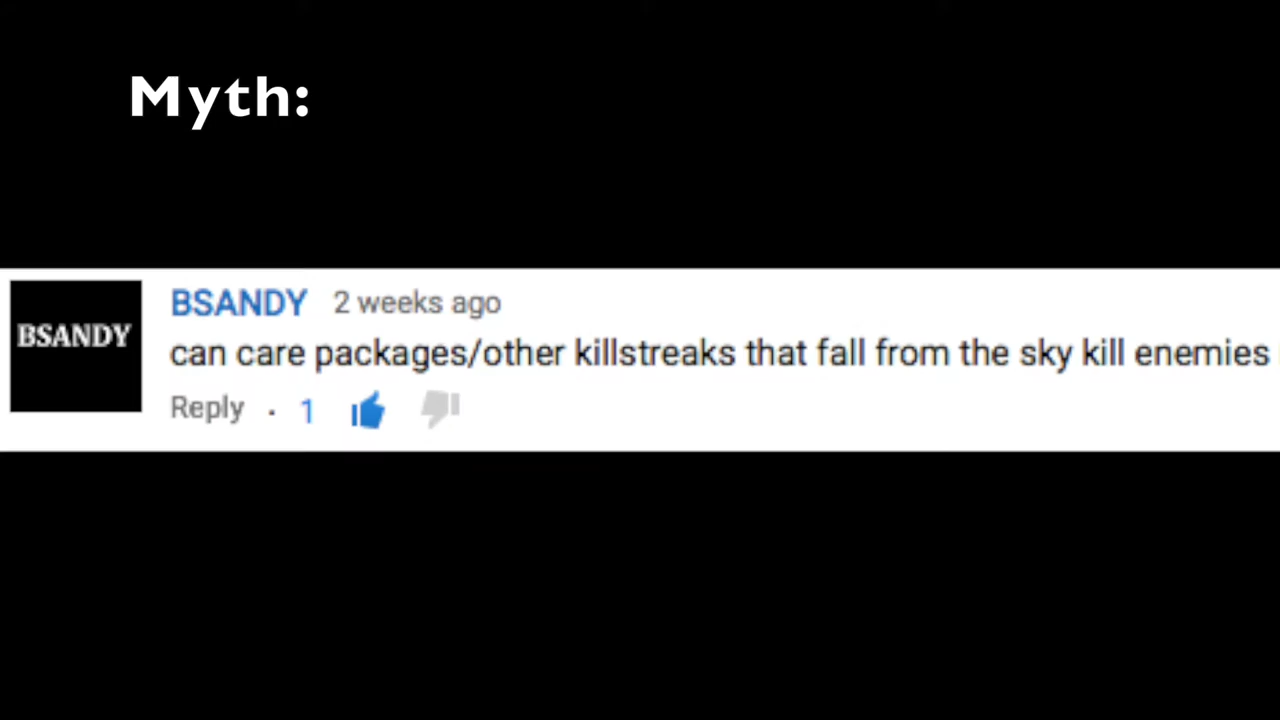 Myth:
BSANDY
BSANDY 2 weeks ago
can care packages/other killstreaks that fall from the sky kill enemies
Reply · 1